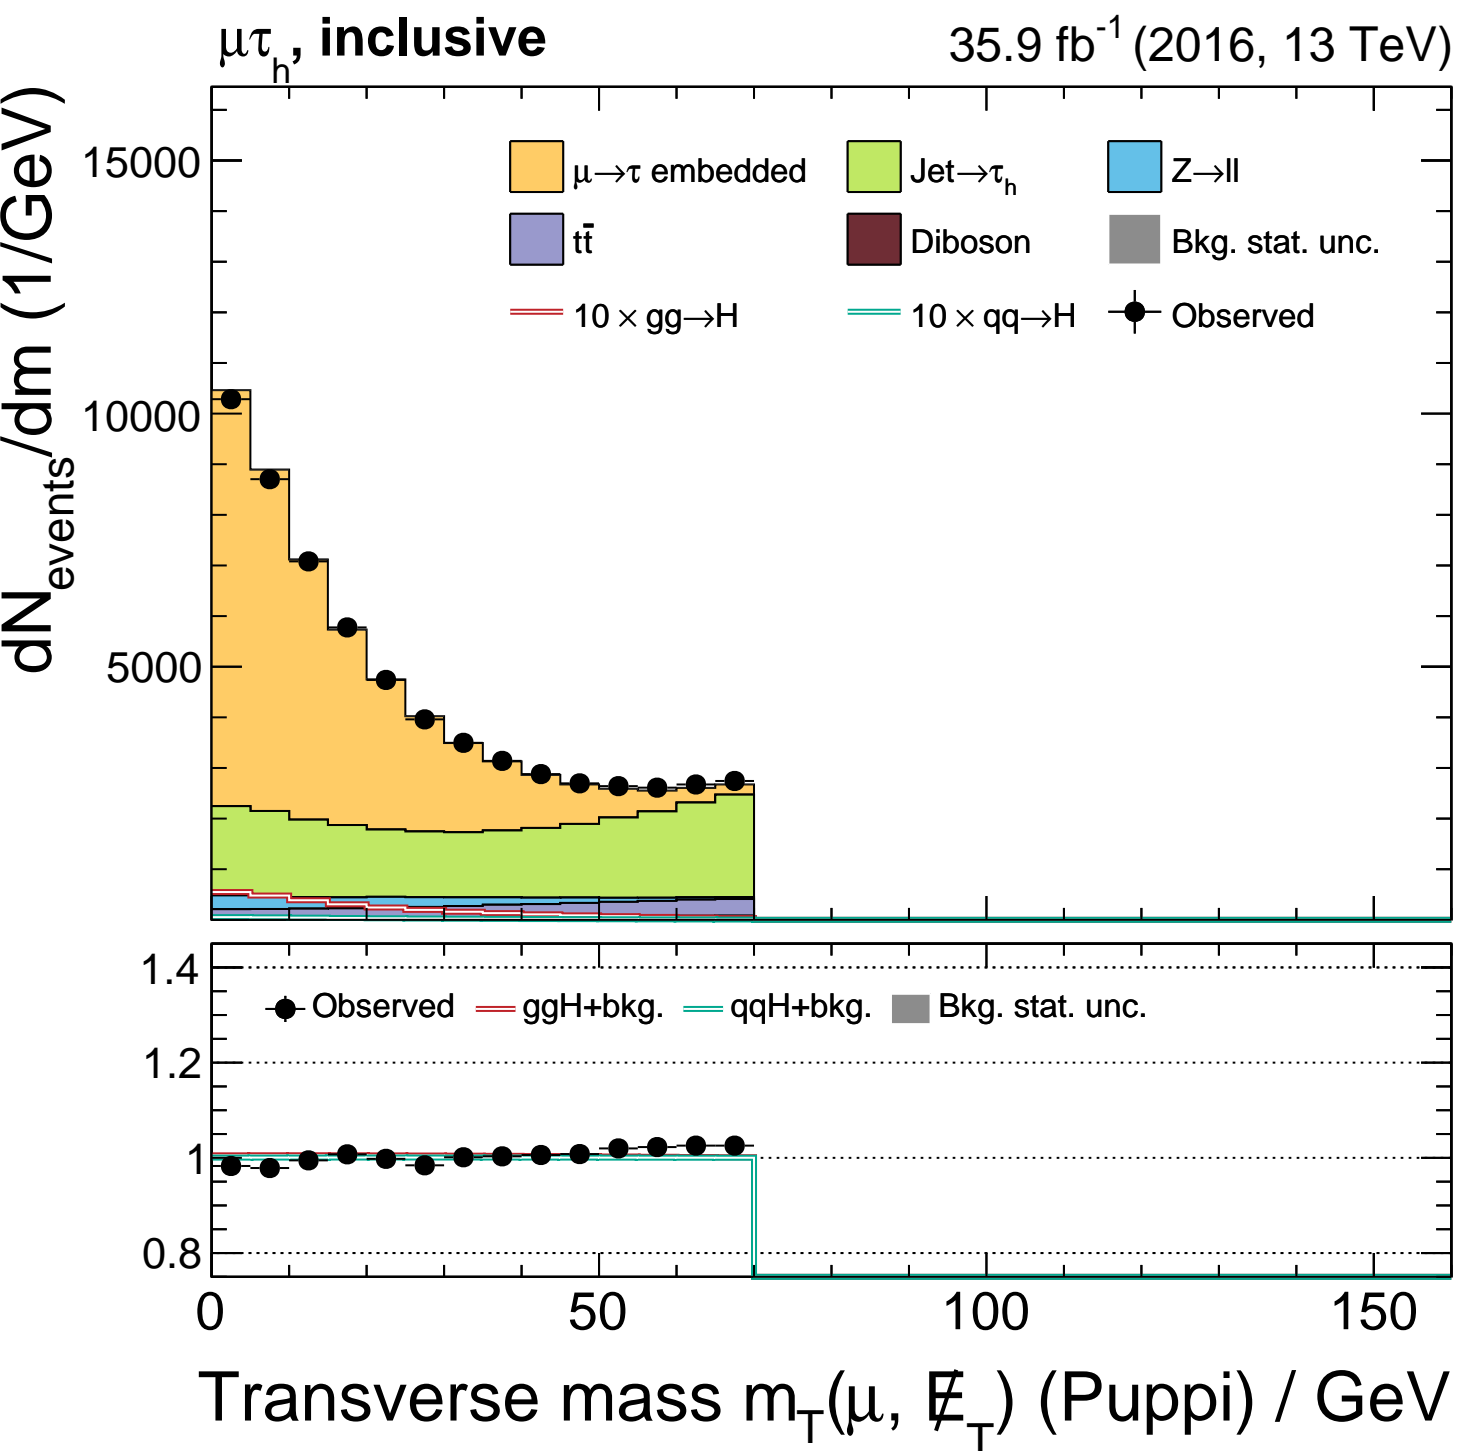 μτh, inclusive
35.9 fb-1 (2016, 13 TeV)
dNevents/dm (1/GeV)
15000
10000
5000
μ→τ embedded
Jet→τh
Z→ll
tt̄
Diboson
Bkg. stat. unc.
10 × gg→H
10 × qq→H
Observed
1.4
1.2
1
0.8
Observed
ggH+bkg.
qqH+bkg.
Bkg. stat. unc.
0
50
100
150
Transverse mass mT(μ, E̸T) (Puppi) / GeV